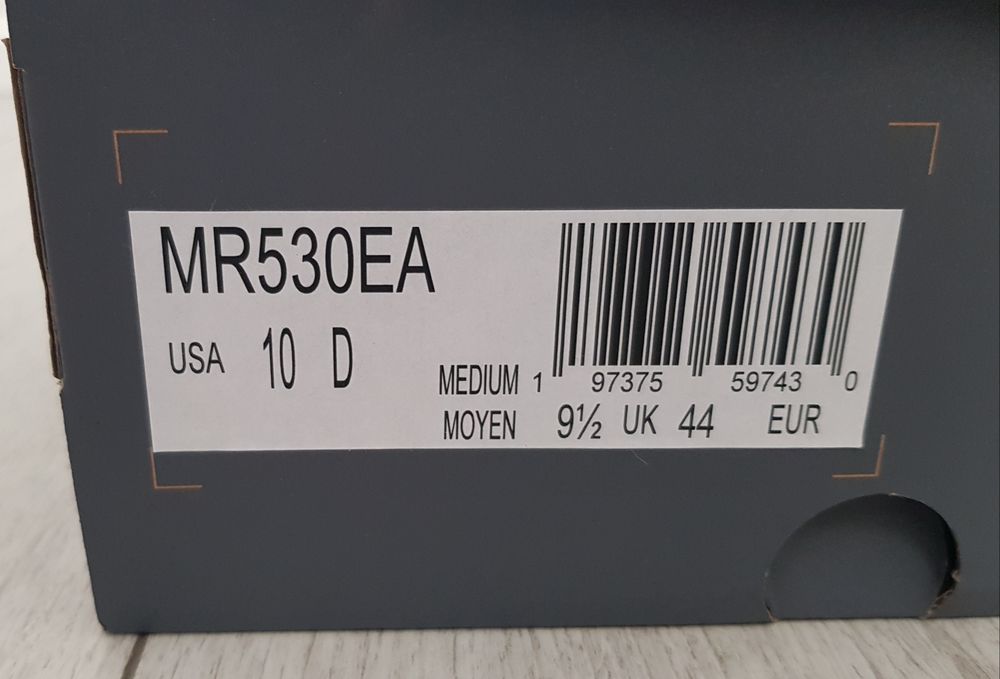 MR530EA
USA 10 D
MEDIUM 1 97375 59743 0
MOYEN 9½ UK 44 EUR